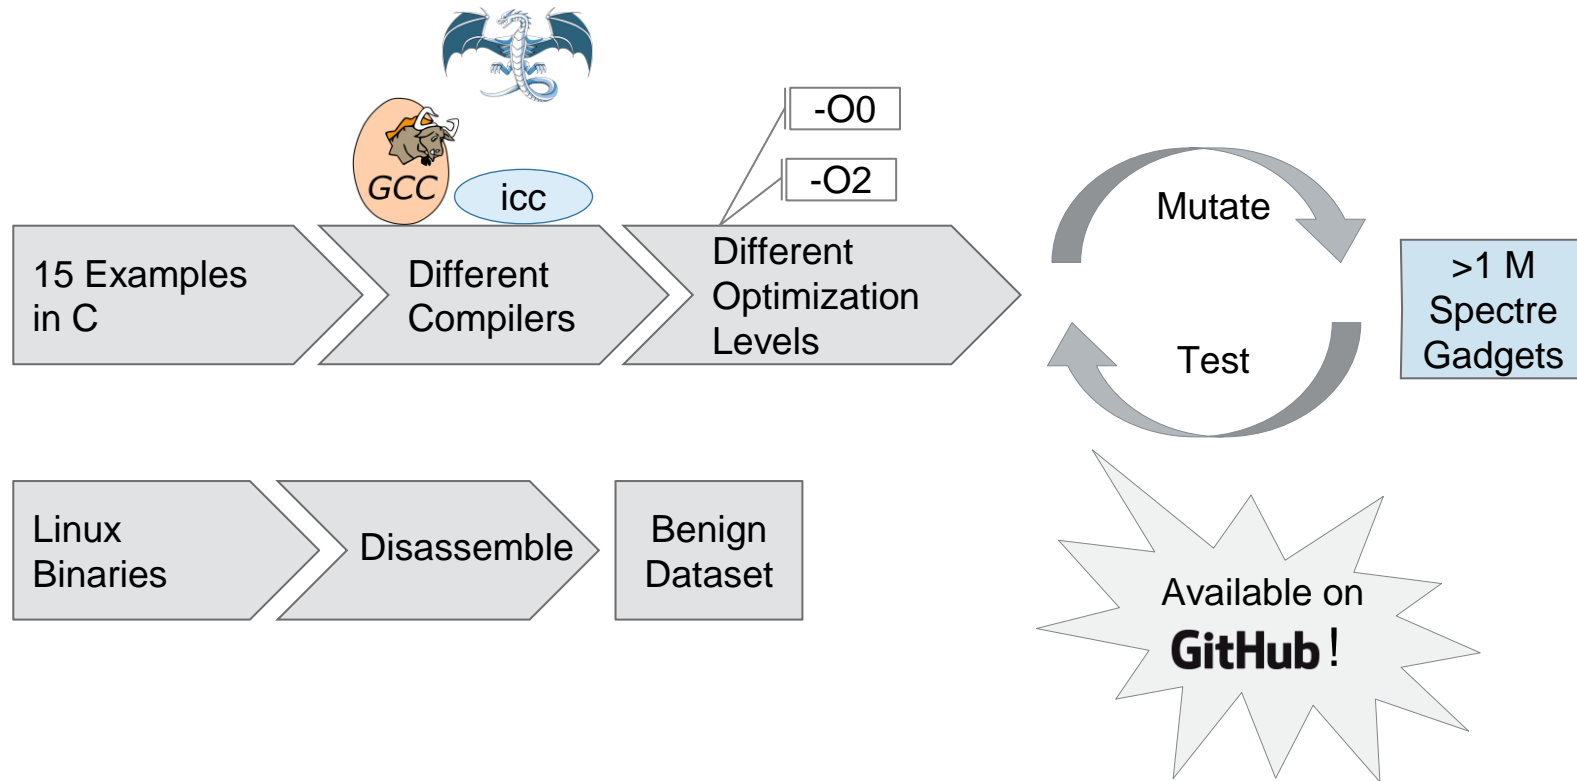 GCC
icc
-O0
-O2
15 Examples
in C
Different
Compilers
Different
Optimization
Levels
Mutate
Test
>1 M
Spectre
Gadgets
Linux
Binaries
Disassemble
Benign
Dataset
Available on
GitHub!